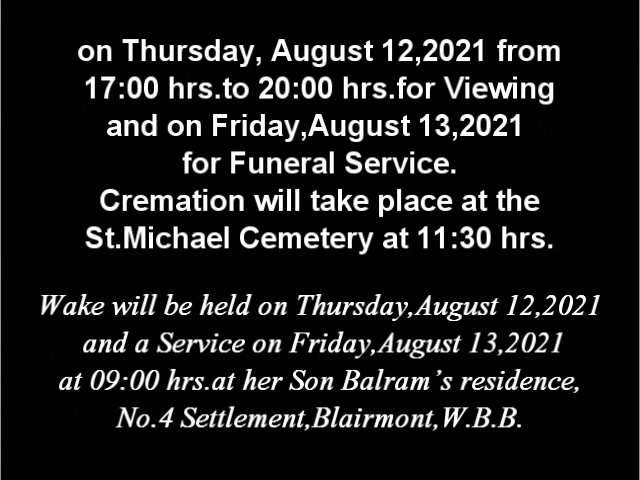 on Thursday, August 12,2021 from
17:00 hrs.to 20:00 hrs.for Viewing
and on Friday,August 13,2021
for Funeral Service.
Cremation will take place at the
St.Michael Cemetery at 11:30 hrs.
Wake will be held on Thursday,August 12,2021
and a Service on Friday,August 13,2021
at 09:00 hrs.at her Son Balram’s residence,
No.4 Settlement,Blairmont,W.B.B.